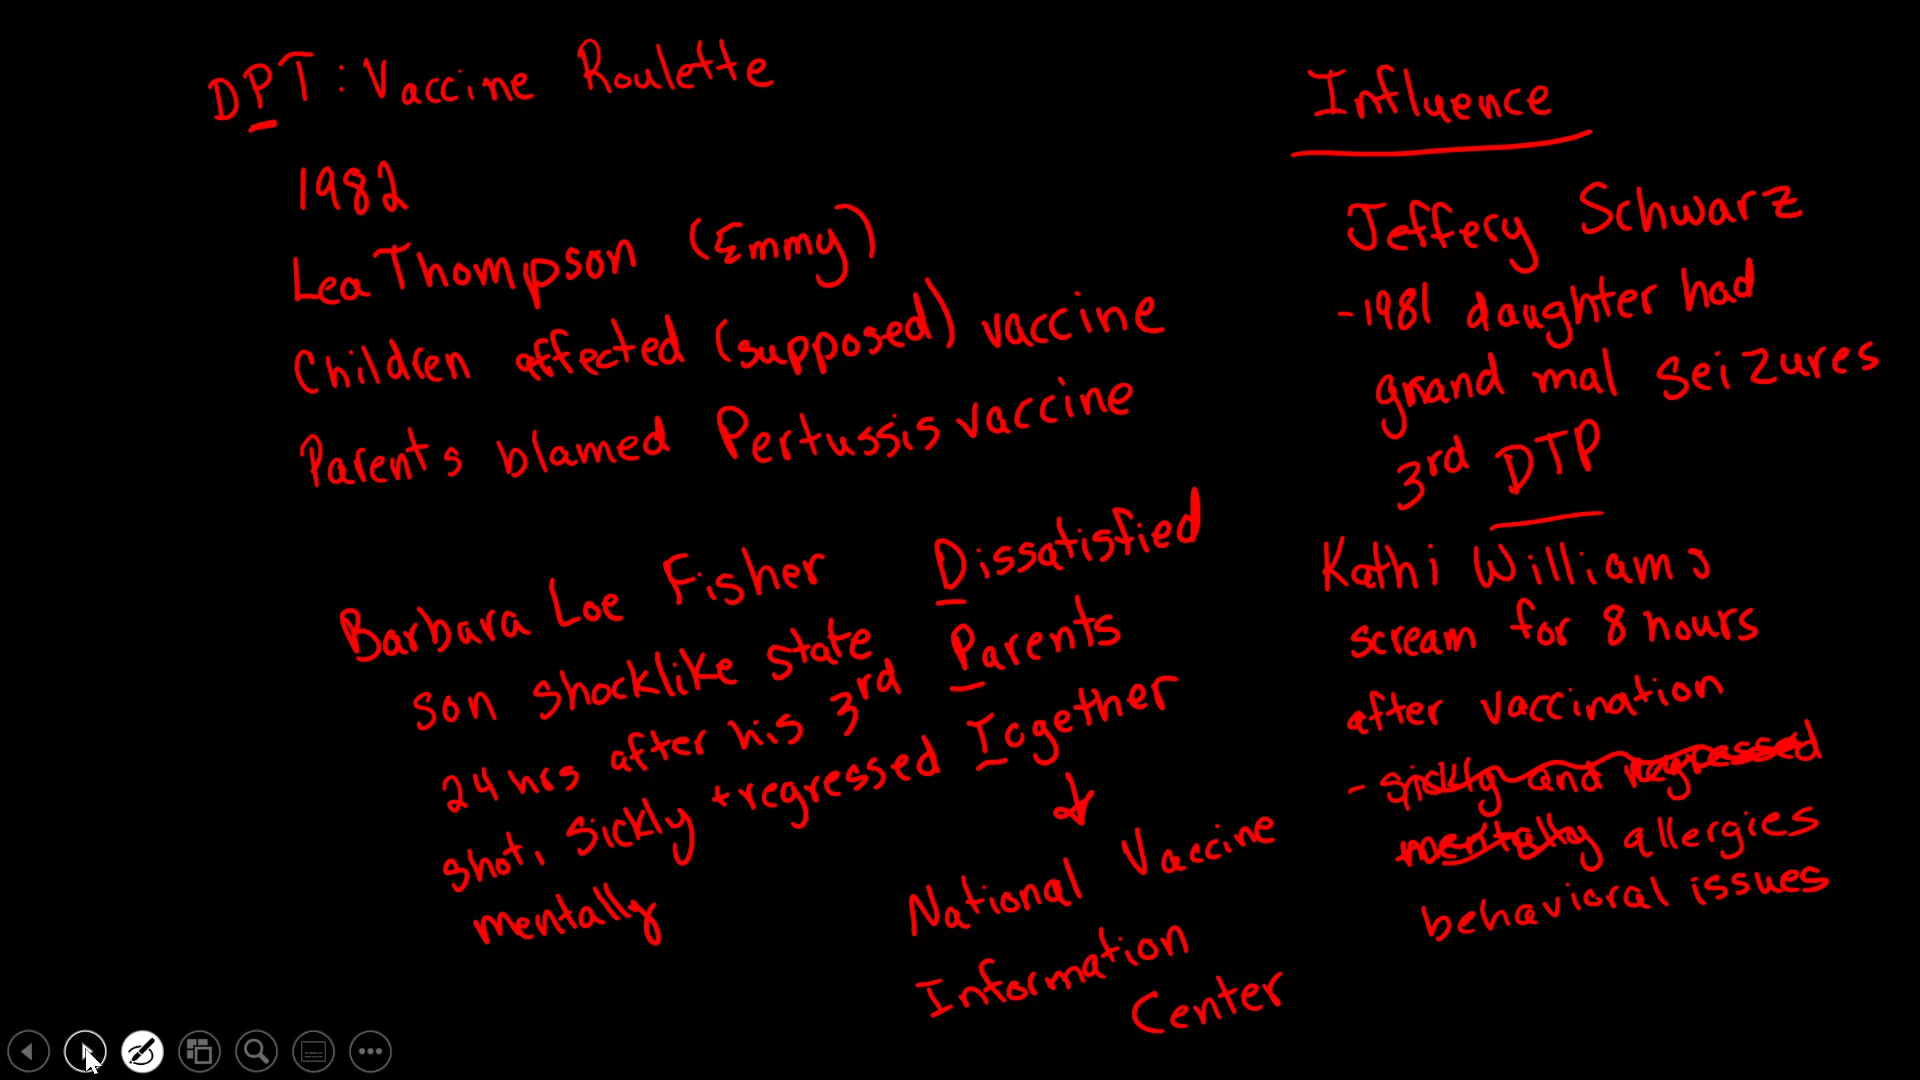 DPT: Vaccine Roulette
1982
Lea Thompson (Emmy)
Children affected (supposed) vaccine
Parents blamed Pertussis vaccine
Barbara Loe Fisher
son shocklike state
24 hrs after his 3rd
shot, sickly + regressed
mentally
Dissatisfied
Parents
Together
National Vaccine
Information
Center
Influence
Jeffery Schwarz
-1981 daughter had
grand mal seizures
3rd DTP
Kathi Williams
scream for 8 hours
after vaccination
- sickly and regressed
mentally allergies
behavioral issues